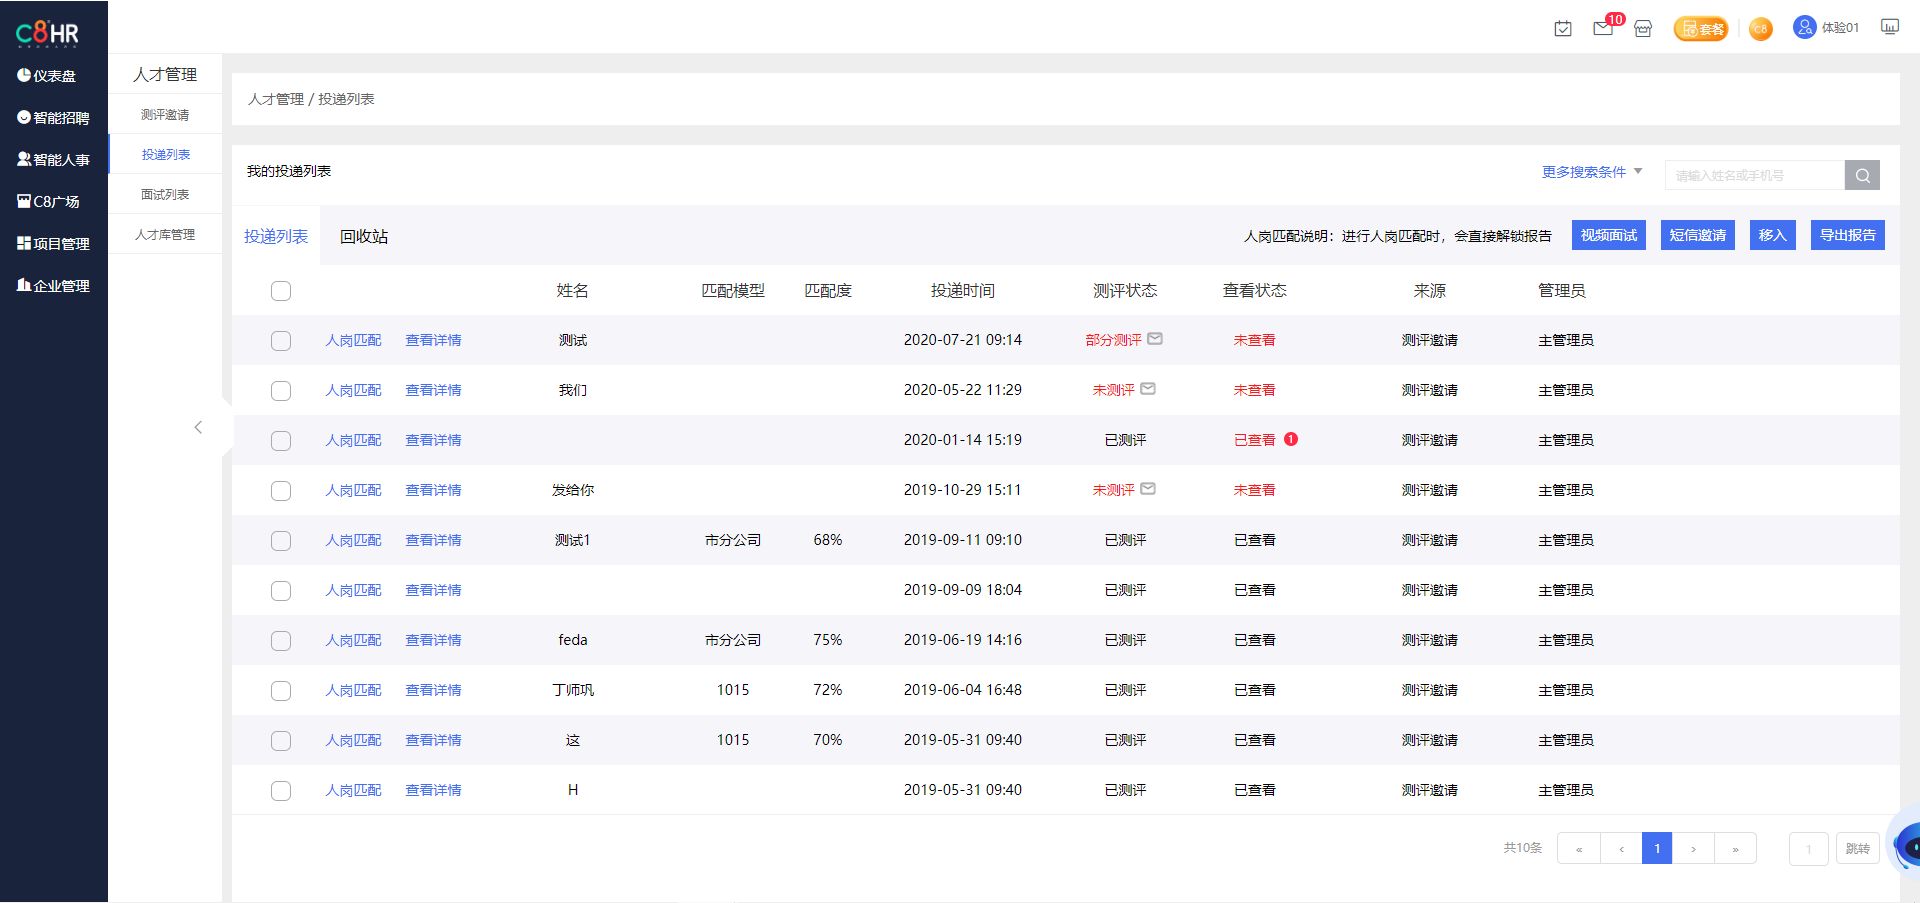 C8HR
10
套餐
C8
体验01
仪表盘
智能招聘
智能人事
C8广场
项目管理
企业管理
人才管理
测评邀请
投递列表
面试列表
人才库管理
人才管理 / 投递列表
我的投递列表
更多搜索条件
请输入姓名或手机号
投递列表 回收站 人岗匹配说明：进行人岗匹配时，会直接解锁报告 视频面试 短信邀请 移入 导出报告
姓名 匹配模型 匹配度 投递时间 测评状态 查看状态 来源 管理员
人岗匹配 查看详情 测试 2020-07-21 09:14 部分测评 未查看 测评邀请 主管理员
人岗匹配 查看详情 我们 2020-05-22 11:29 未测评 未查看 测评邀请 主管理员
人岗匹配 查看详情 2020-01-14 15:19 已测评 已查看 1 测评邀请 主管理员
人岗匹配 查看详情 发给你 2019-10-29 15:11 未测评 未查看 测评邀请 主管理员
人岗匹配 查看详情 测试1 市分公司 68% 2019-09-11 09:10 已测评 已查看 测评邀请 主管理员
人岗匹配 查看详情 2019-09-09 18:04 已测评 已查看 测评邀请 主管理员
人岗匹配 查看详情 feda 市分公司 75% 2019-06-19 14:16 已测评 已查看 测评邀请 主管理员
人岗匹配 查看详情 丁师巩 1015 72% 2019-06-04 16:48 已测评 已查看 测评邀请 主管理员
人岗匹配 查看详情 这 1015 70% 2019-05-31 09:40 已测评 已查看 测评邀请 主管理员
人岗匹配 查看详情 H 2019-05-31 09:40 已测评 已查看 测评邀请 主管理员
共10条 « ‹ 1 › » 1 跳转